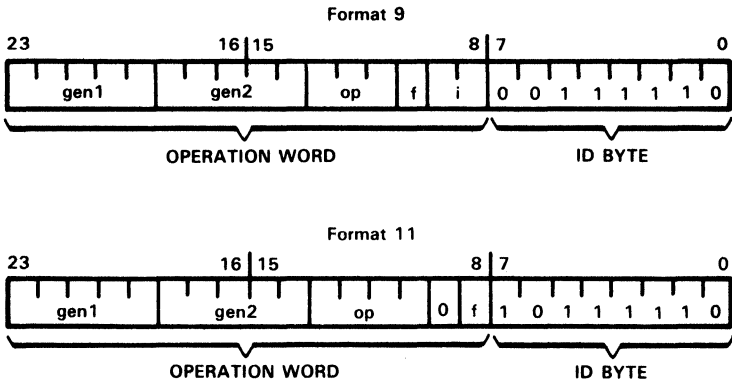 Format 9
23 16 15 8 7 0
gen1 gen2 op f i 0 0 1 1 1 1 1 0
OPERATION WORD ID BYTE
Format 11
23 16 15 8 7 0
gen1 gen2 op 0 f 1 0 1 1 1 1 1 0
OPERATION WORD ID BYTE